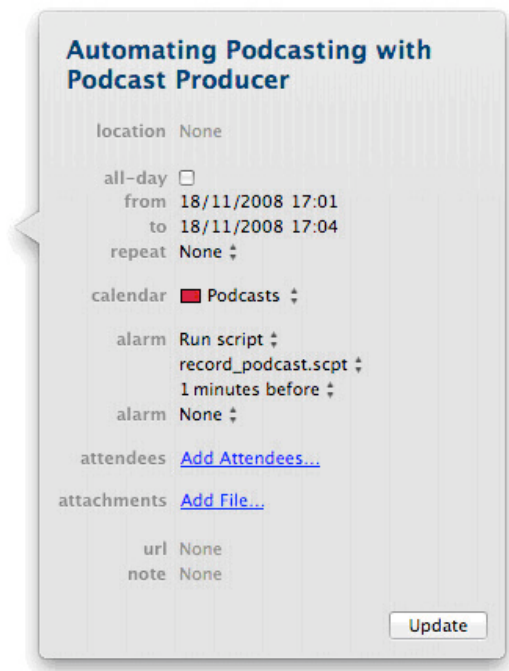 Automating Podcasting with
Podcast Producer
location None
all-day
from 18/11/2008 17:01
to 18/11/2008 17:04
repeat None
calendar Podcasts
alarm Run script
record_podcast.scpt
1 minutes before
alarm None
attendees Add Attendees...
attachments Add File...
url None
note None
Update